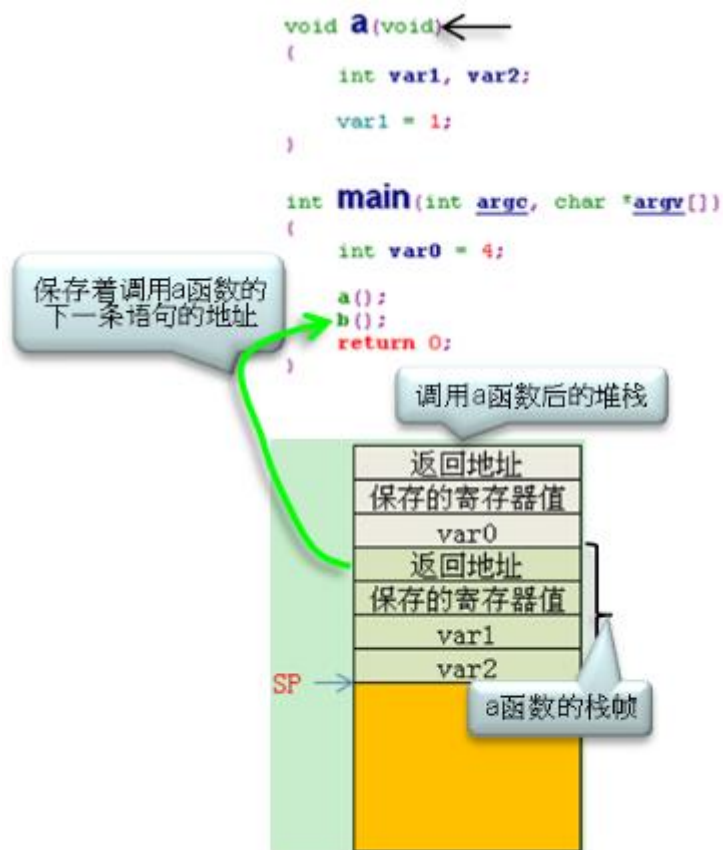 void a(void)
(
int var1, var2;
var1 = 1;
)
int main(int argc, char *argv[])
(
int var0 = 4;
a();
b();
return 0;
)
保存着调用a函数的
下一条语句的地址
调用a函数后的堆栈
返回地址
保存的寄存器值
var0
返回地址
保存的寄存器值
var1
var2
SP
a函数的栈帧